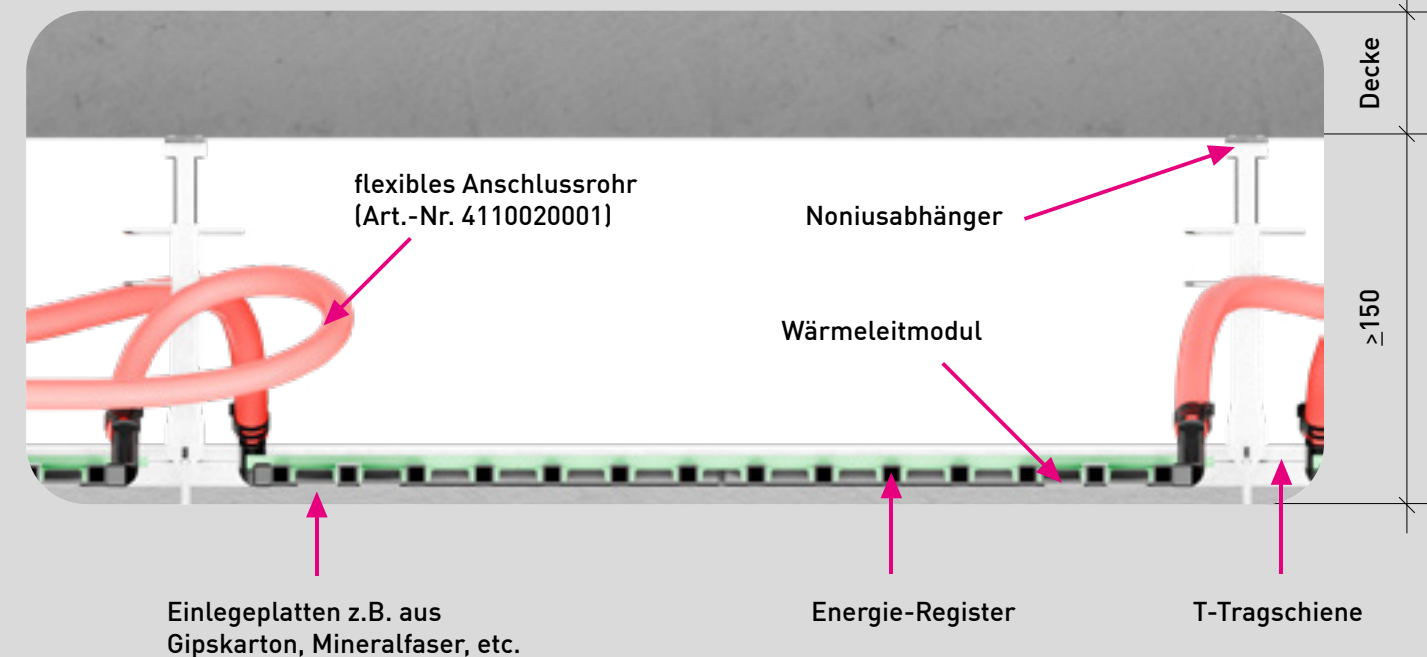 Decke
flexibles Anschlussrohr
(Art.-Nr. 4110020001)
Noniusabhänger
≥150
Wärmeleitmodul
Einlegeplatten z.B. aus
Gipskarton, Mineralfaser, etc.
Energie-Register
T-Tragschiene